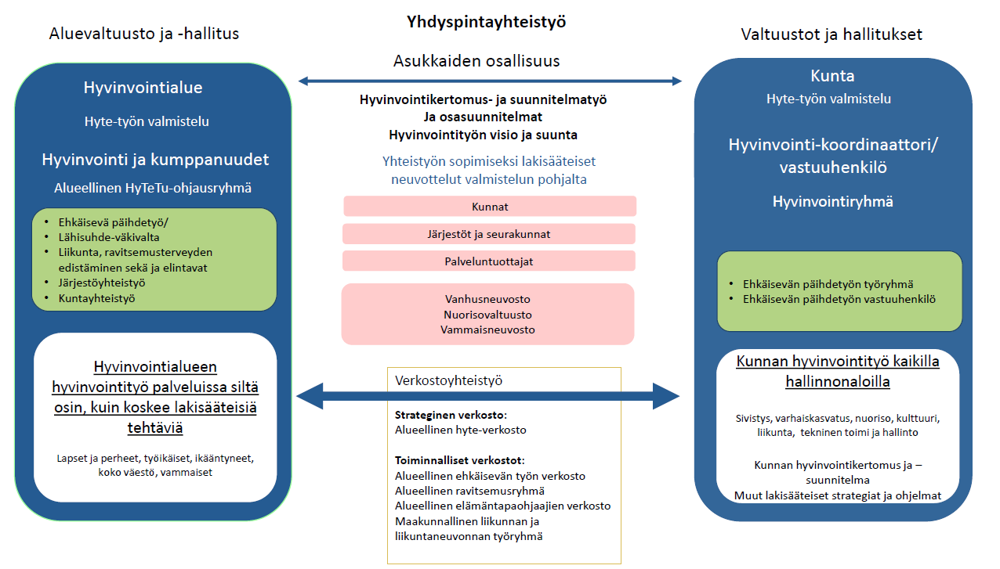 Aluevaltuusto ja -hallitus
Hyvinvointialue
Hyte-työn valmistelu
Hyvinvointi ja kumppanuudet
Alueellinen HyTeTu-ohjausryhmä
• Ehkäisevä päihdetyö/
• Lähisuhde-väkivalta
• Liikunta, ravitsemusterveyden
edistäminen sekä ja elintavat
• Järjestöyhteistyö
• Kuntayhteistyö
Hyvinvointialueen
hyvinvointityö palveluissa siltä
osin, kuin koskee lakisääteisiä
tehtäviä
Lapset ja perheet, työikäiset, ikääntyneet,
koko väestö, vammaiset
Yhdyspintayhteistyö
Asukkaiden osallisuus
Hyvinvointikertomus- ja suunnitelmatyö
Ja osasuunnitelmat
Hyvinvointityön visio ja suunta
Yhteistyön sopimiseksi lakisääteiset
neuvottelut valmistelun pohjalta
Kunnat
Järjestöt ja seurakunnat
Palveluntuottajat
Vanhusneuvosto
Nuorisovaltuusto
Vammaisneuvosto
Verkostoyhteistyö
Strateginen verkosto:
Alueellinen hyte-verkosto
Toiminnalliset verkostot:
Alueellinen ehkäisevän työn verkosto
Alueellinen ravitsemusryhmä
Alueellinen elämäntapaohjaajien verkosto
Maakunnallinen liikunnan ja
liikuntaneuvonnan työryhmä
Valtuustot ja hallitukset
Kunta
Hyte-työn valmistelu
Hyvinvointi-koordinaattori/
vastuuhenkilö
Hyvinvointiryhmä
• Ehkäisevän päihdetyön työryhmä
• Ehkäisevän päihdetyön vastuuhenkilö
Kunnan hyvinvointityö kaikilla
hallinnonaloilla
Sivistys, varhaiskasvatus, nuoriso, kulttuuri,
liikunta, tekninen toimi ja hallinto
Kunnan hyvinvointikertomus ja –
suunnitelma
Muut lakisääteiset strategiat ja ohjelmat